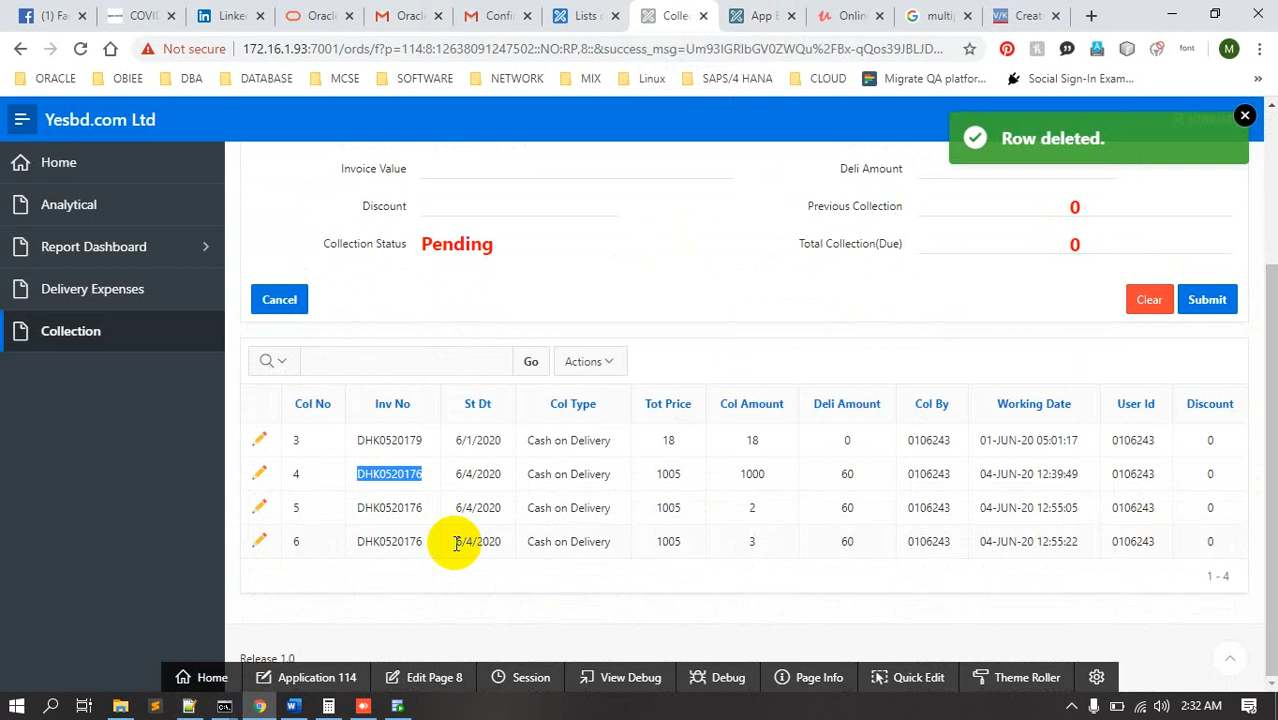 (1) Fa
COVID
Linke
Oracle
Oracl
Confi
Lists o
Collec
App B
Onlin
multip
Creat
Not secure
172.16.1.93:7001/ords/f?p=114:8:12638091247502::NO:RP,8::&success_msg=
font
M
ORACLE
OBIEE
DBA
DATABASE
MCSE
SOFTWARE
NETWORK
MIX
Linux
SAPS/4 HANA
CLOUD
Migrate QA platfor...
Social Sign-In Exam...
Yesbd.com Ltd
Row deleted.
Home
Analytical
Report Dashboard
Delivery Expenses
Collection
Invoice Value
Deli Amount
Discount
Previous Collection
0
Collection Status
Pending
Total Collection(Due)
0
Cancel
Clear
Submit
Go
Actions
Col No Inv No St Dt Col Type Tot Price Col Amount Deli Amount Col By Working Date User Id Discount
3 DHK0520179 6/1/2020 Cash on Delivery 18 18 0 0106243 01-JUN-20 05:01:17 0106243 0
4 DHK0520176 6/4/2020 Cash on Delivery 1005 1000 60 0106243 04-JUN-20 12:39:49 0106243 0
5 DHK0520176 6/4/2020 Cash on Delivery 1005 2 60 0106243 04-JUN-20 12:55:05 0106243 0
6 DHK0520176 6/4/2020 Cash on Delivery 1005 3 60 0106243 04-JUN-20 12:55:22 0106243 0
1 - 4
Release 1.0
Home
Application 114
Edit Page 8
Session
View Debug
Debug
Page Info
Quick Edit
Theme Roller
2:32 AM